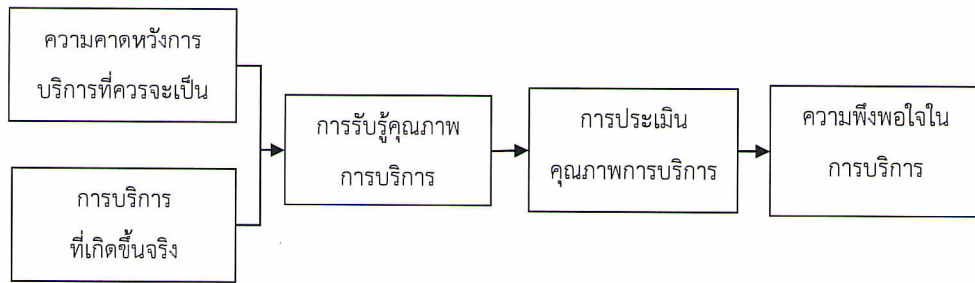 ความคาดหวังการ
บริการที่ควรจะเป็น
การบริการ
ที่เกิดขึ้นจริง
การรับรู้คุณภาพ
การบริการ
การประเมิน
คุณภาพการบริการ
ความพึงพอใจใน
การบริการ